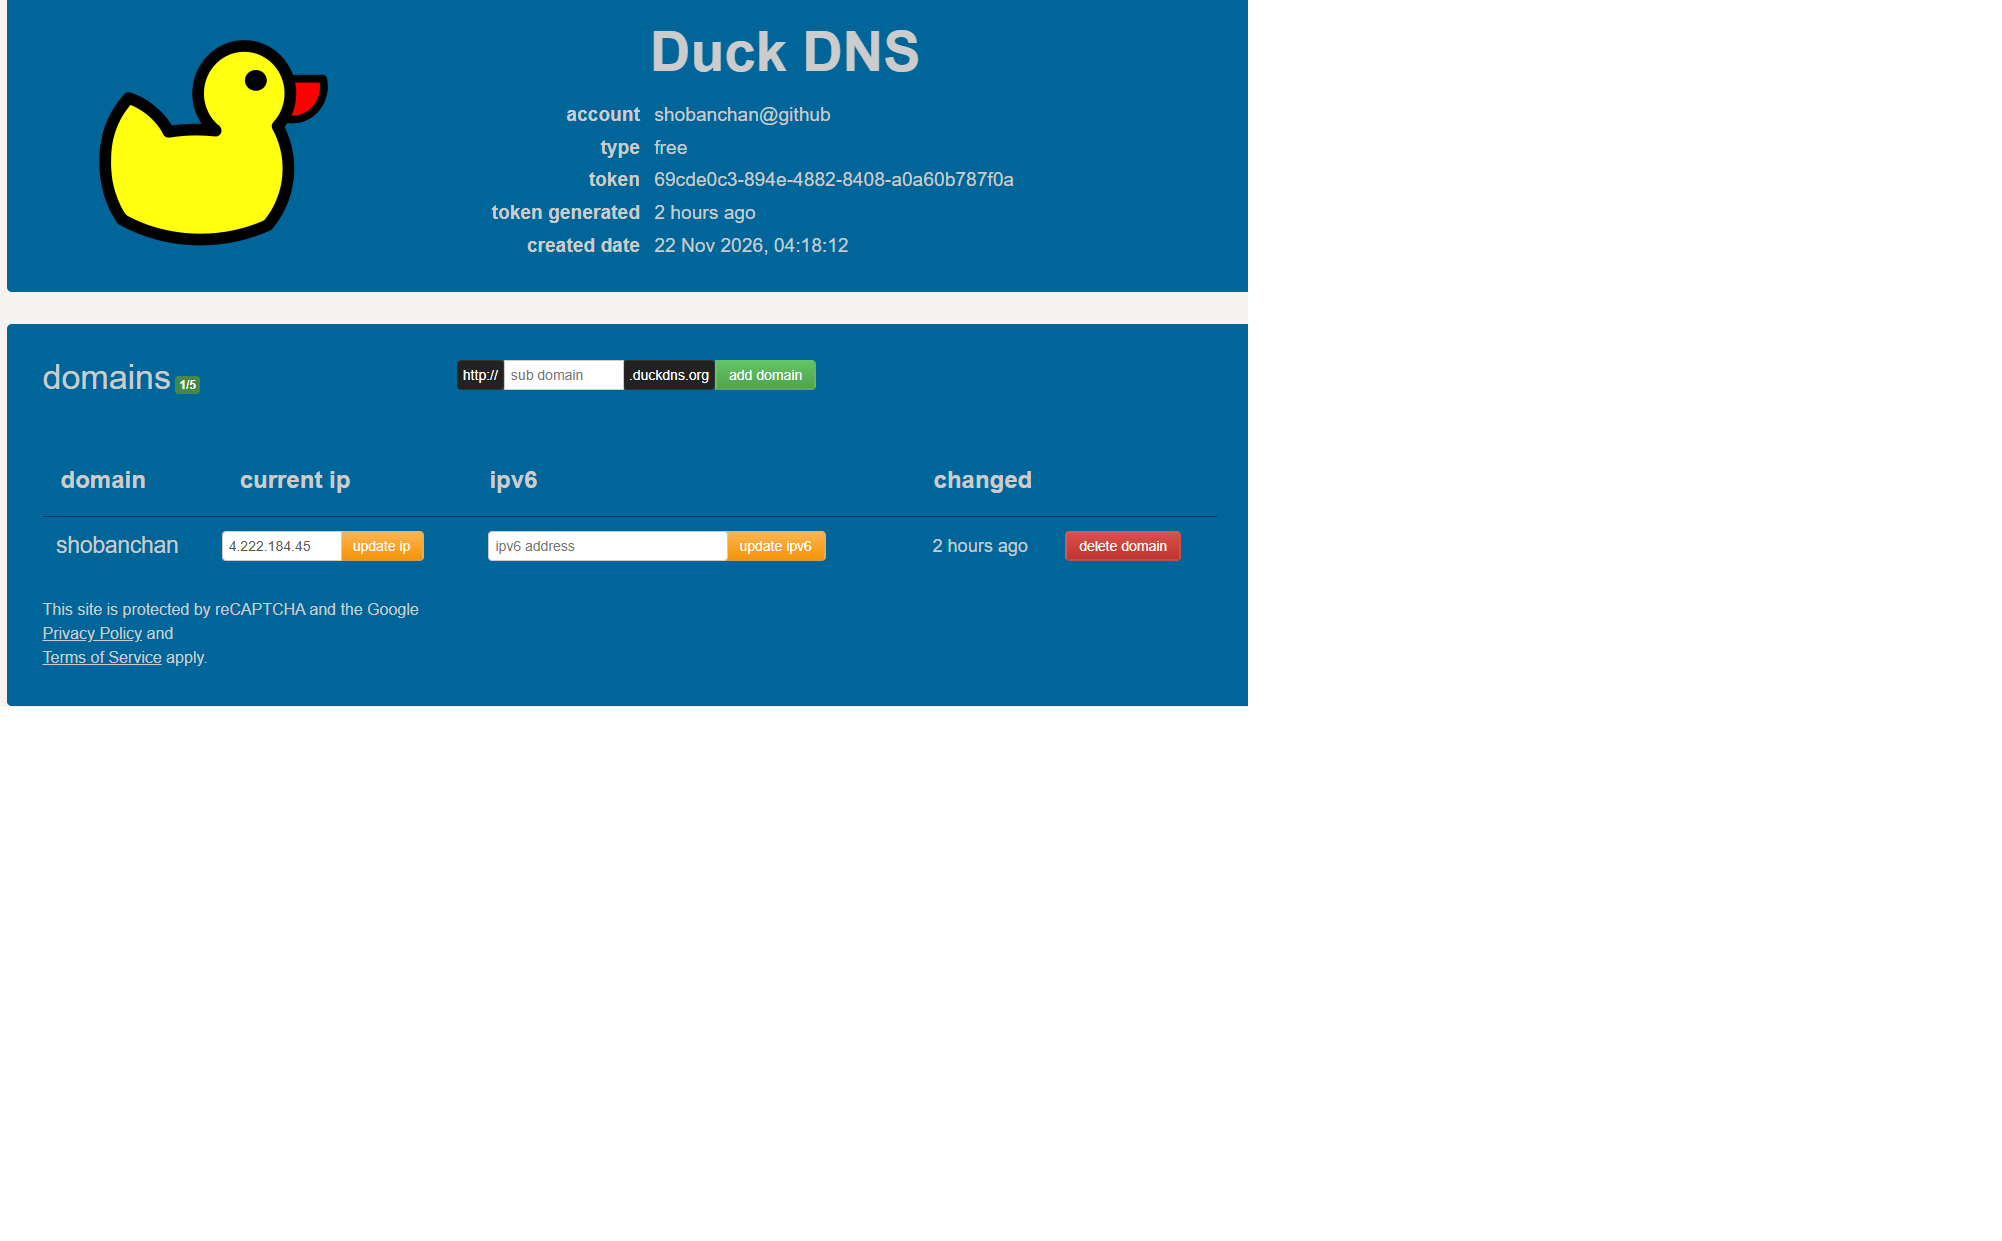 Duck DNS
account shobanchan@github
type free
token 69cde0c3-894e-4882-8408-a0a60b787f0a
token generated 2 hours ago
created date 22 Nov 2026, 04:18:12
domains 1/5 http:// sub domain .duckdns.org add domain
domain current ip ipv6 changed
shobanchan 4.222.184.45 update ip ipv6 address update ipv6 2 hours ago delete domain
This site is protected by reCAPTCHA and the Google
Privacy Policy and
Terms of Service apply.